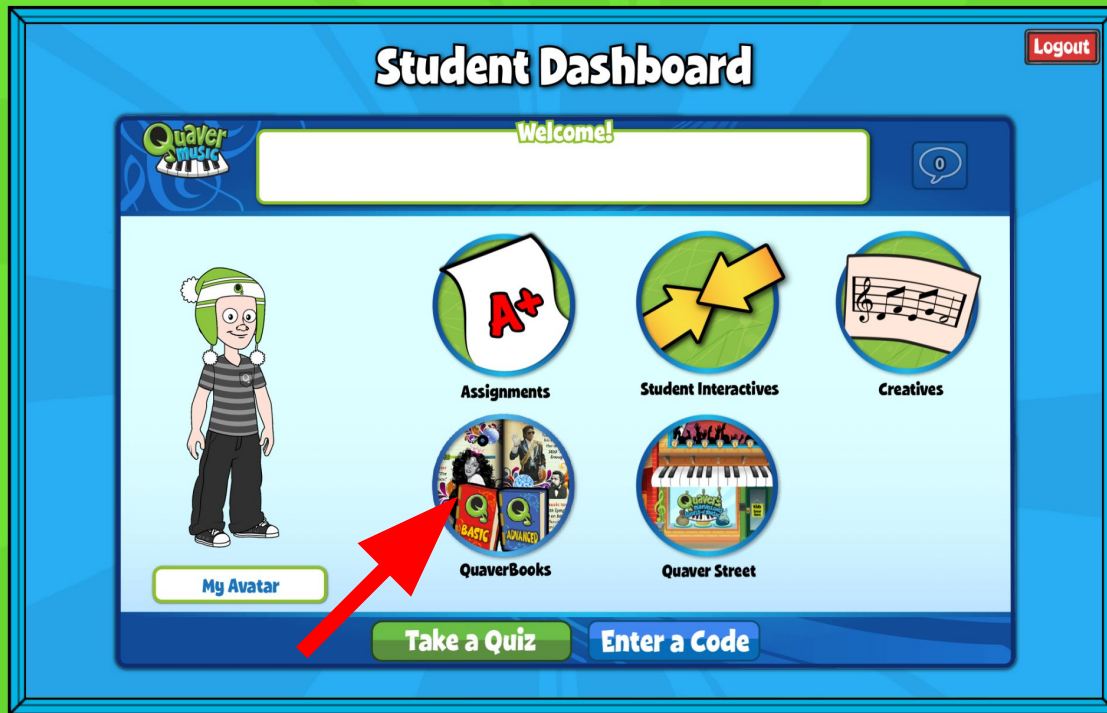 Student Dashboard
Logout
Quaver
MUSIC
Welcome!
0
A+
Assignments
Student Interactives
Creatives
Q
BASIC
Q
ADVANCED
Quaver's
QuaverBooks
Quaver Street
My Avatar
Take a Quiz
Enter a Code